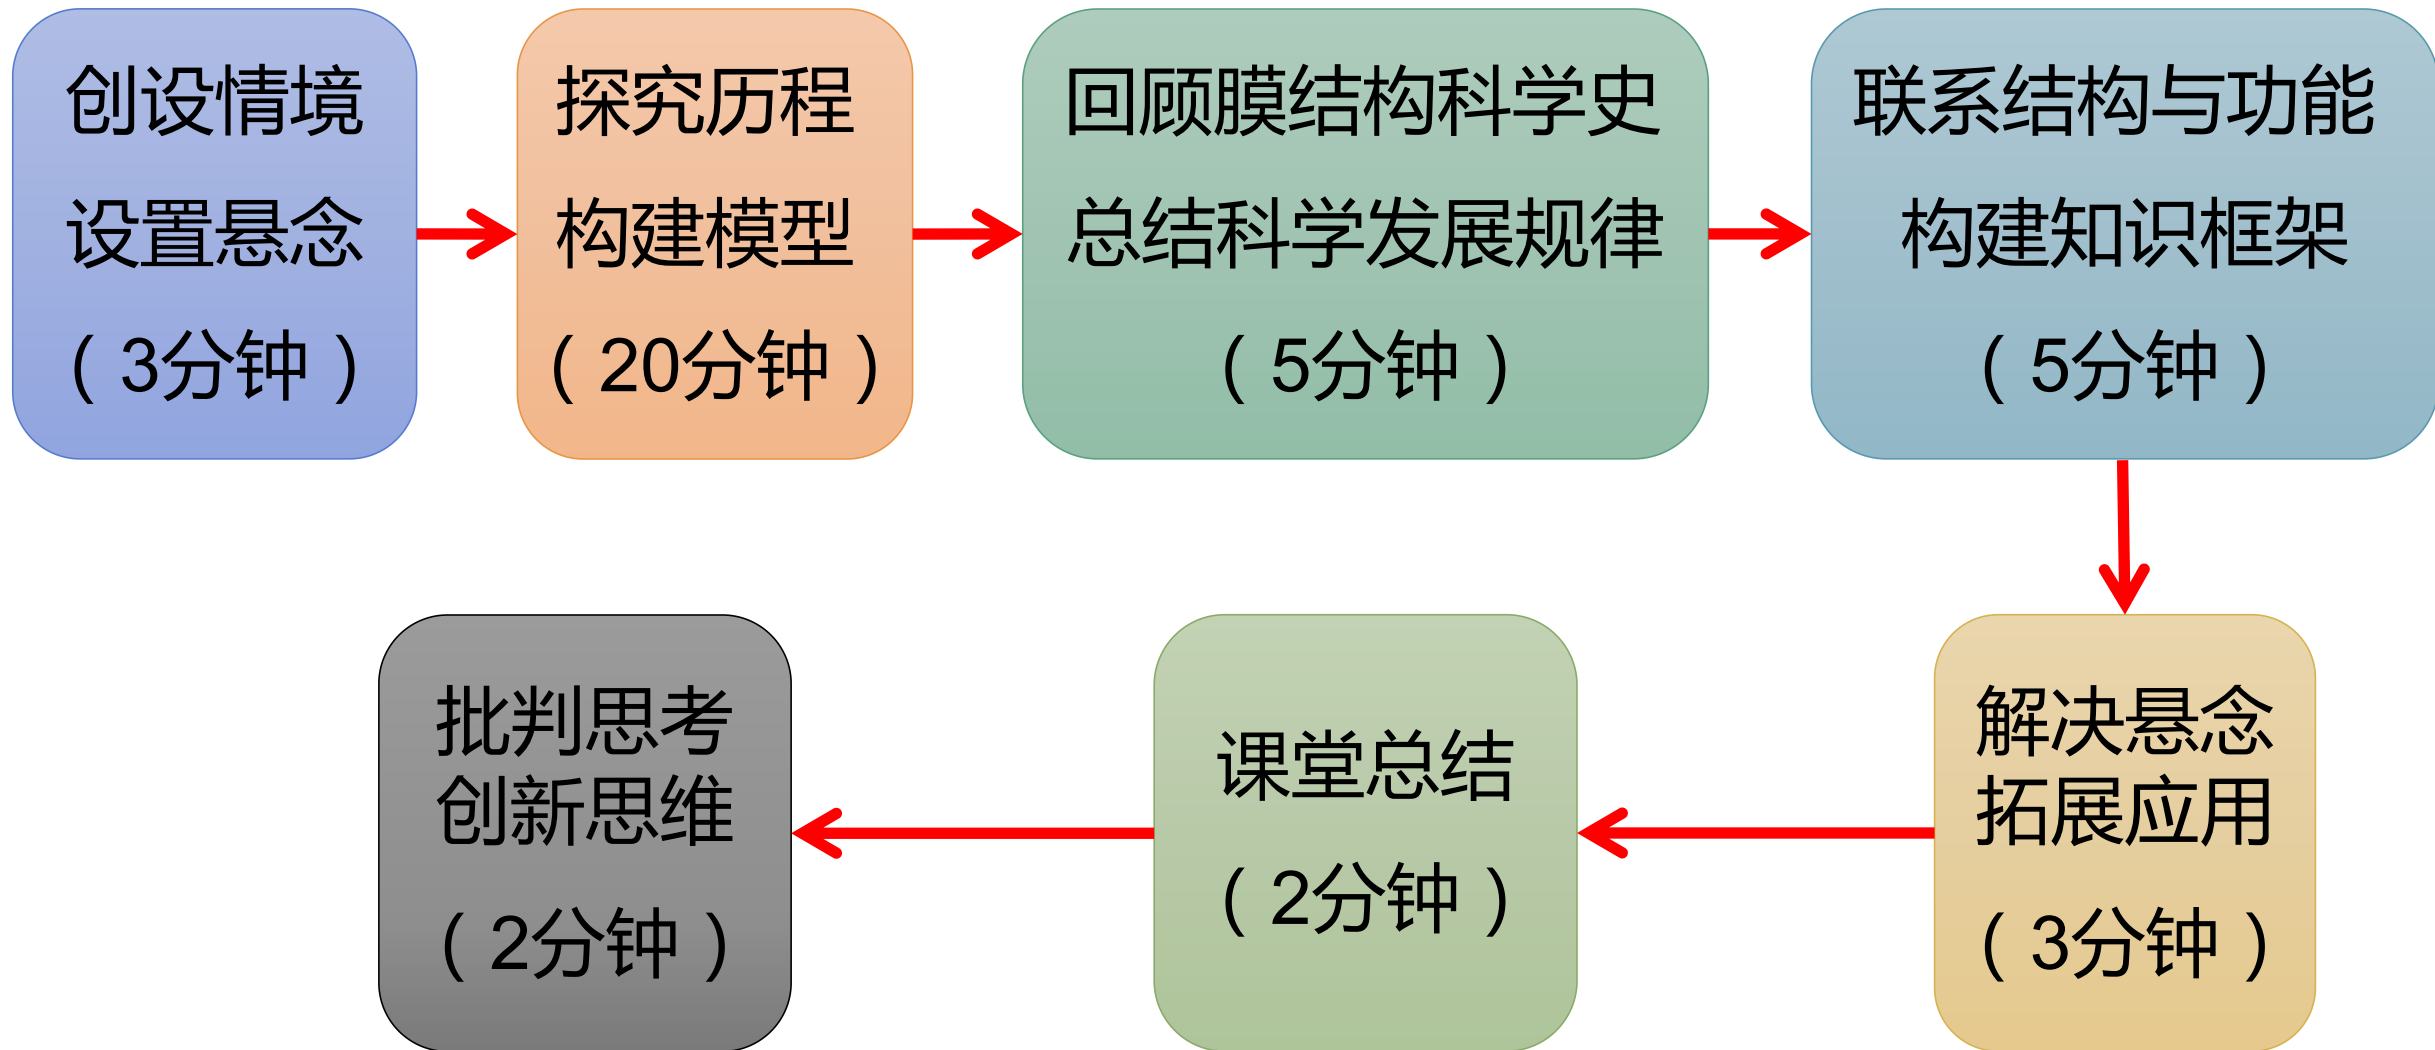 创设情境
设置悬念
（3分钟）
探究历程
构建模型
（20分钟）
回顾膜结构科学史
总结科学发展规律
（5分钟）
联系结构与功能
构建知识框架
（5分钟）
解决悬念
拓展应用
（3分钟）
课堂总结
（2分钟）
批判思考
创新思维
（2分钟）